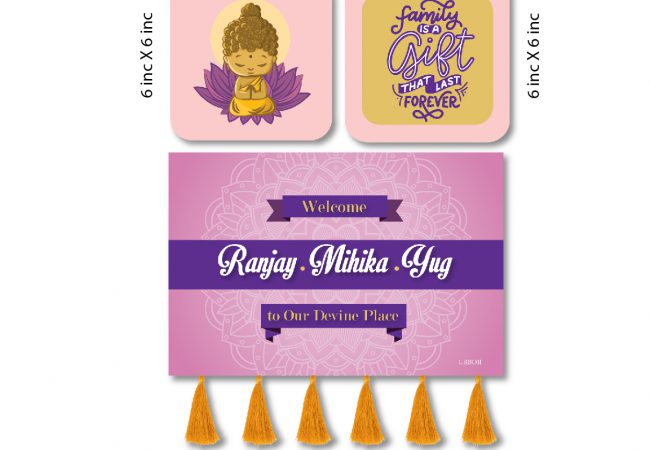 6 inc X 6 inc
family
IS A
Gift
THAT LAST
FOREVER
6 inc X 6 inc
Welcome
Ranjay . Mihika . Yug
to Our Devine Place